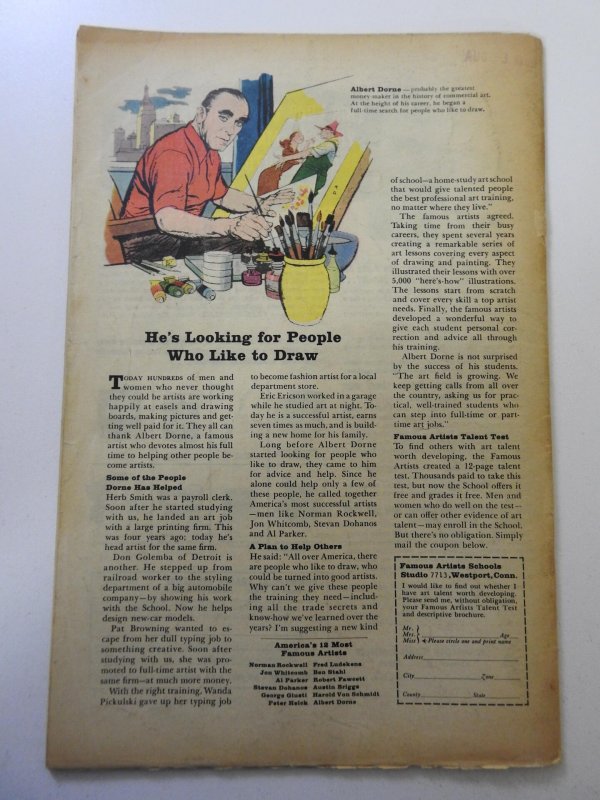 AUG 3
Albert Dorne — probably the greatest
money-maker in the history of commercial art.
At the height of his career, he began a
full-time search for people who like to draw.
He's Looking for People
Who Like to Draw
TODAY HUNDREDS of men and
women who never thought
they could be artists are working
happily at easels and drawing
boards, making pictures and get-
ting well paid for it. They all can
thank Albert Dorne, a famous
artist who devotes almost his full
time to helping other people be-
come artists.
Some of the People
Dorne Has Helped
Herb Smith was a payroll clerk.
Soon after he started studying
with us, he landed an art job
with a large printing firm. This
was four years ago; today he's
head artist for the same firm.
Don Golemba of Detroit is
another. He stepped up from
railroad worker to the styling
department of a big automobile
company—by showing his work
with the School. Now he helps
design new-car models.
Pat Browning wanted to es-
cape from her dull typing job to
something creative. Soon after
studying with us, she was pro-
moted to full-time artist with the
same firm—at much more money.
With the right training, Wanda
Pickulski gave up her typing job
to become fashion artist for a local
department store.
Eric Ericson worked in a garage
while he studied art at night. To-
day he is a successful artist, earns
seven times as much, and is build-
ing a new home for his family.
Long before Albert Dorne
started looking for people who
like to draw, they came to him
for advice and help. Since he
alone could help only a few of
these people, he called together
America's most successful artists
—men like Norman Rockwell,
Jon Whitcomb, Stevan Dohanos
and Al Parker.
A Plan to Help Others
He said: "All over America, there
are people who like to draw, who
could be turned into good artists.
Why can't we give these people
the training they need—includ-
ing all the trade secrets and
know-how we've learned over the
years? I'm suggesting a new kind
America's 12 Most
Famous Artists
Norman Rockwell Fred Ludekens
Jon Whitcomb Ben Stahl
Al Parker Robert Fawcett
Stevan Dohanos Austin Briggs
George Giusti Harold Von Schmidt
Peter Helck Albert Dorne
of school—a home-study art school
that would give talented people
the best professional art training,
no matter where they live."
The famous artists agreed.
Taking time from their busy
careers, they spent several years
creating a remarkable series of
art lessons covering every aspect
of drawing and painting. They
illustrated their lessons with over
5,000 "here's-how" illustrations.
The lessons start from scratch
and cover every skill a top artist
needs. Finally, the famous artists
developed a wonderful way to
give each student personal cor-
rection and advice all through
his training.
Albert Dorne is not surprised
by the success of his students.
"The art field is growing. We
keep getting calls from all over
the country, asking us for prac-
tical, well-trained students who
can step into full-time or part-
time art jobs."
Famous Artists Talent Test
To find others with art talent
worth developing, the Famous
Artists created a 12-page talent
test. Thousands paid to take this
test, but now the School offers it
free and grades it free. Men and
women who do well on the test—
or can offer other evidence of art
talent—may enroll in the School.
But there's no obligation. Simply
mail the coupon below.
Famous Artists Schools
Studio 7713, Westport, Conn.
I would like to find out whether I
have art talent worth developing.
Please send me, without obligation,
your Famous Artists Talent Test
and descriptive brochure.
Mr.
Mrs. Age
Miss Please circle one and print name
Address
City Zone
County State